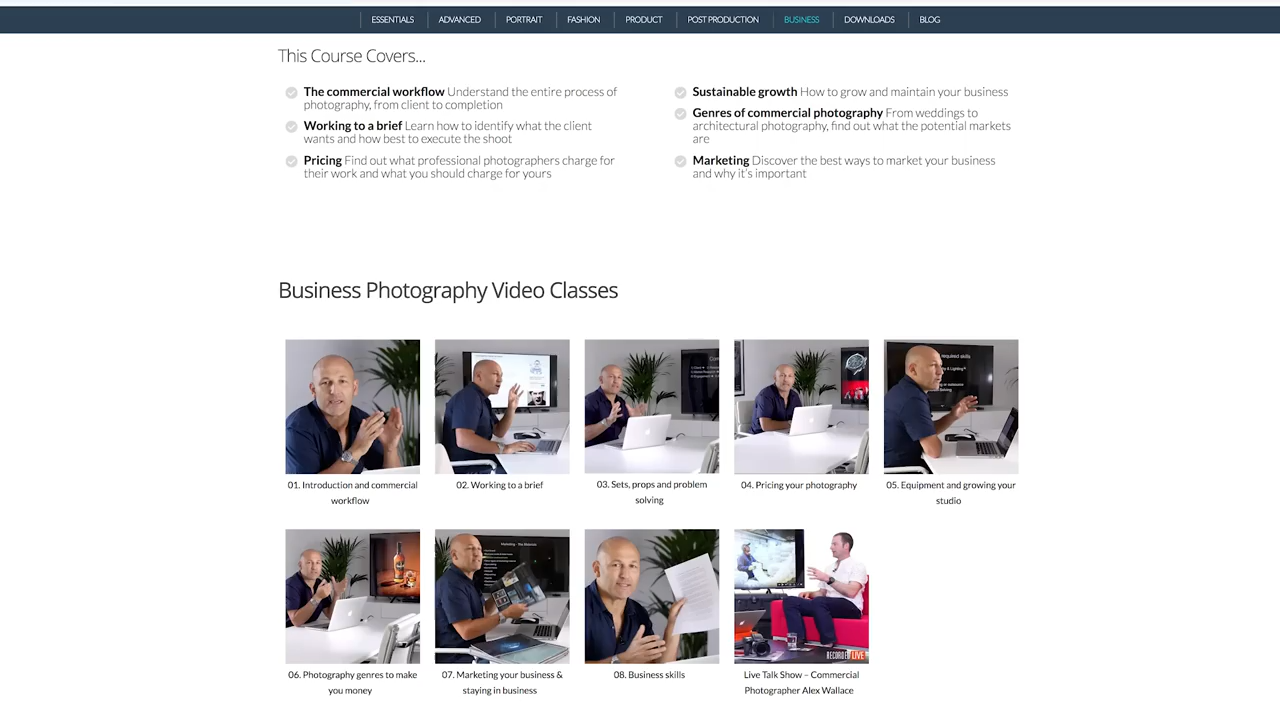 ESSENTIALS ADVANCED PORTRAIT FASHION PRODUCT POST PRODUCTION BUSINESS DOWNLOADS BLOG
This Course Covers...
The commercial workflow Understand the entire process of
photography, from client to completion
Working to a brief Learn how to identify what the client
wants and how best to execute the shoot
Pricing Find out what professional photographers charge for
their work and what you should charge for yours
Sustainable growth How to grow and maintain your business
Genres of commercial photography From weddings to
architectural photography, find out what the potential markets
are
Marketing Discover the best ways to market your business
and why it's important
Business Photography Video Classes
required skills
01. Introduction and commercial
workflow
02. Working to a brief
03. Sets, props and problem
solving
04. Pricing your photography
05. Equipment and growing your
studio
Marketing - The Website
RECORDED LIVE
06. Photography genres to make
you money
07. Marketing your business &
staying in business
08. Business skills
Live Talk Show – Commercial
Photographer Alex Wallace